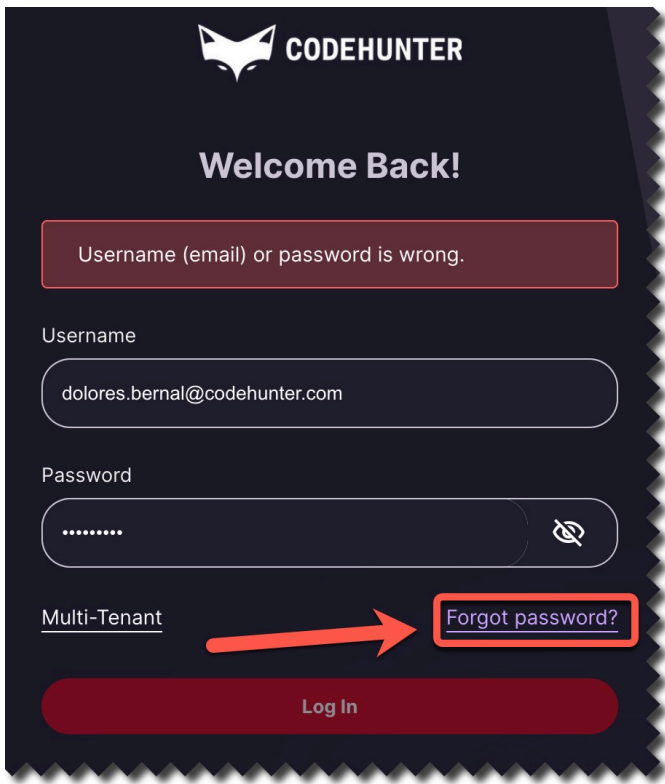 CODEHUNTER
Welcome Back!
Username (email) or password is wrong.
Username
dolores.bernal@codehunter.com
Password
•••••••••
Multi-Tenant
Forgot password?
Log In